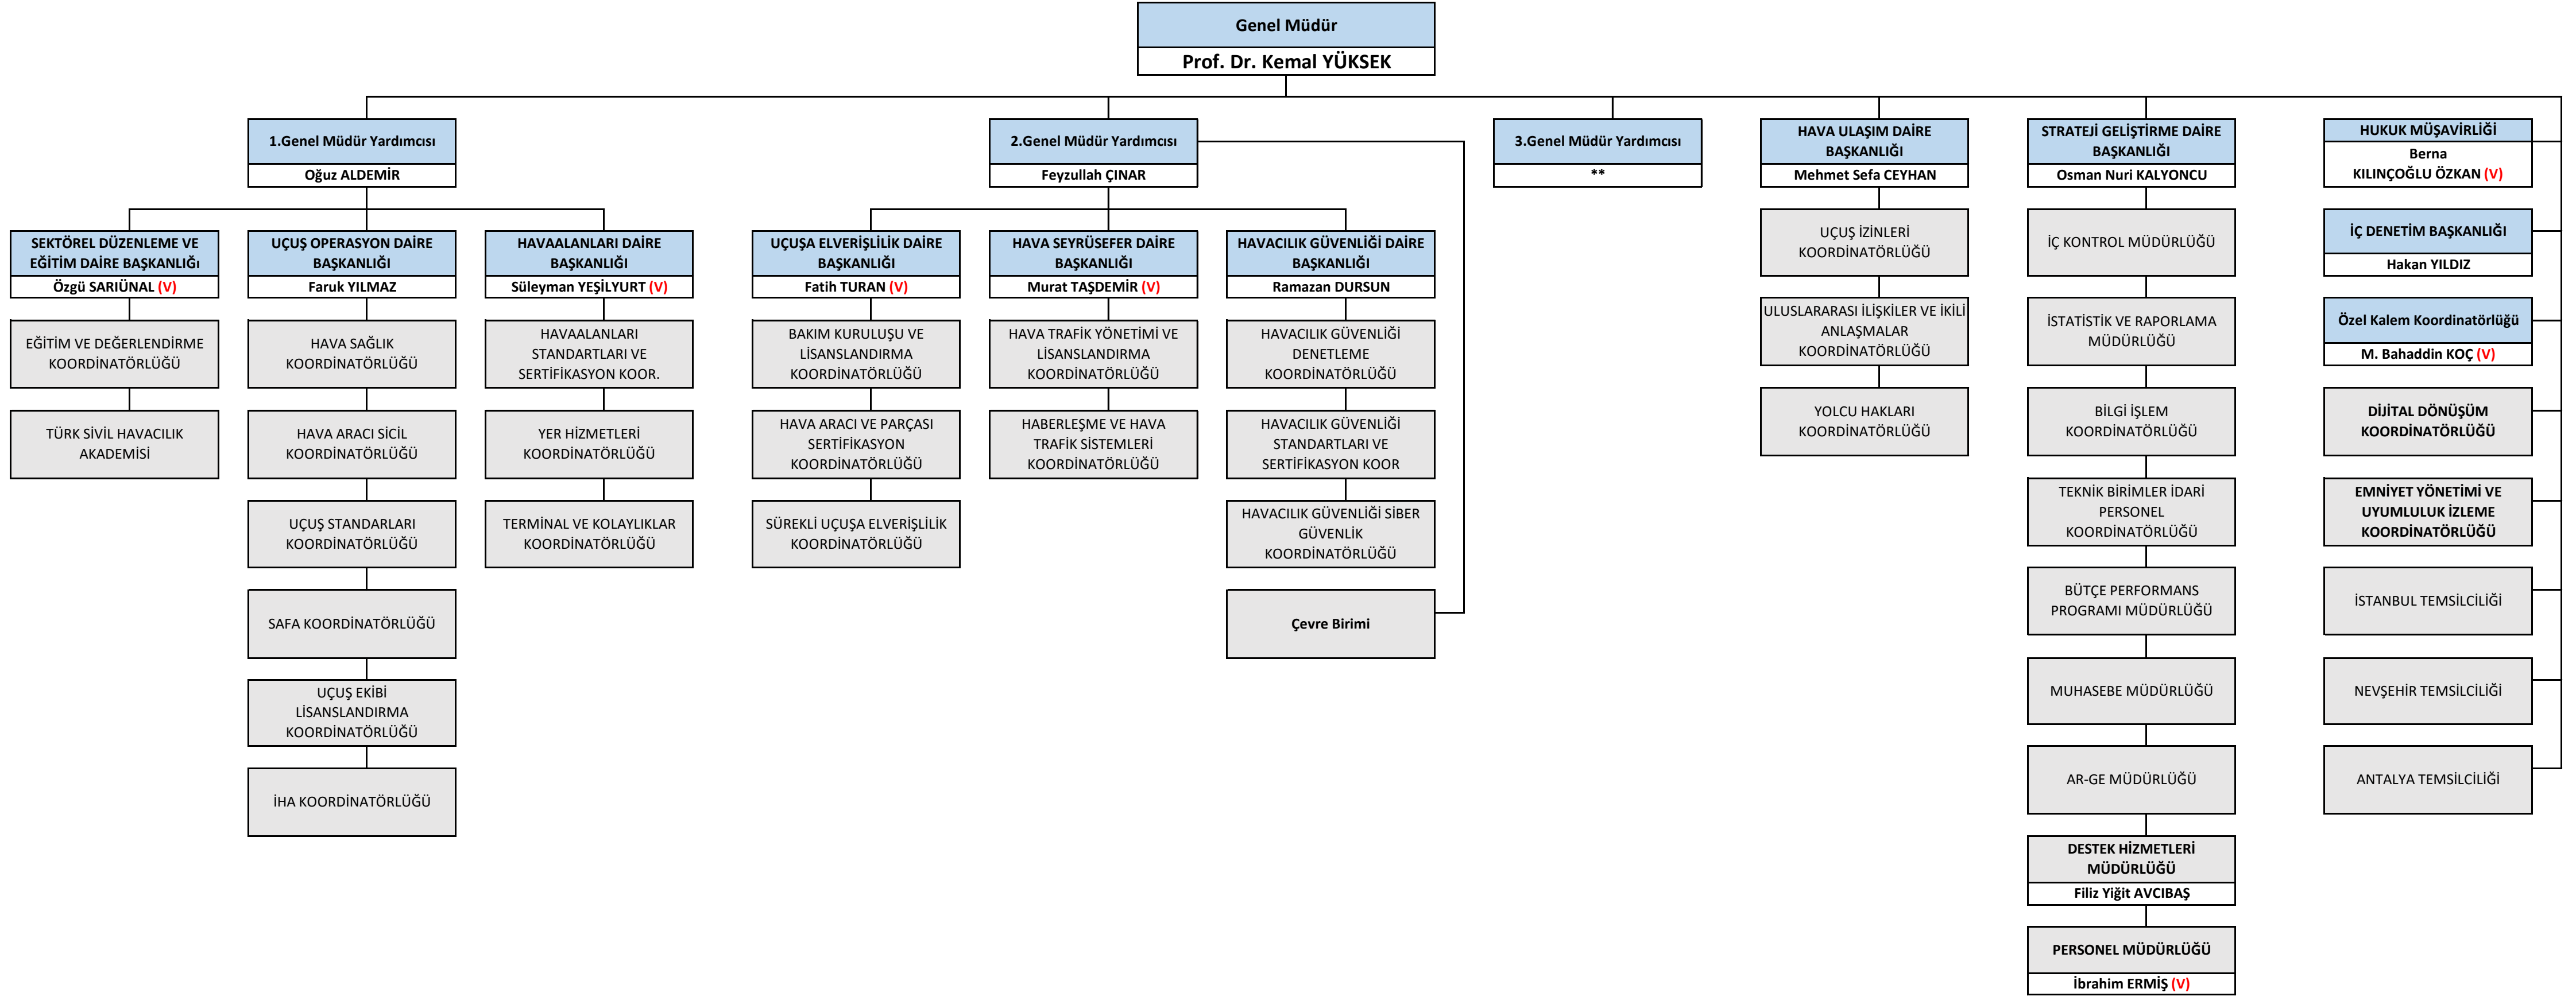 Genel Müdür
Prof. Dr. Kemal YÜKSEK
1.Genel Müdür Yardımcısı
Oğuz ALDEMİR
SEKTÖREL DÜZENLEME VE
EĞİTİM DAİRE BAŞKANLIĞı
Özgü SARIÜNAL (V)
EĞİTİM VE DEĞERLENDİRME
KOORDİNATÖRLÜĞÜ
TÜRK SİVİL HAVACILIK
AKADEMİSİ
UÇUŞ OPERASYON DAİRE
BAŞKANLIĞI
Faruk YILMAZ
HAVA SAĞLIK
KOORDİNATÖRLÜĞÜ
HAVA ARACI SİCİL
KOORDİNATÖRLÜĞÜ
UÇUŞ STANDARLARI
KOORDİNATÖRLÜĞÜ
SAFA KOORDİNATÖRLÜĞÜ
UÇUŞ EKİBİ
LİSANSLANDIRMA
KOORDİNATÖRLÜĞÜ
İHA KOORDİNATÖRLÜĞÜ
HAVAALANLARI DAİRE
BAŞKANLIĞI
Süleyman YEŞİLYURT (V)
HAVAALANLARI
STANDARTLARI VE
SERTİFİKASYON KOOR.
YER HİZMETLERİ
KOORDİNATÖRLÜĞÜ
TERMİNAL VE KOLAYLIKLAR
KOORDİNATÖRLÜĞÜ
2.Genel Müdür Yardımcısı
Feyzullah ÇINAR
UÇUŞA ELVERİŞLİLİK DAİRE
BAŞKANLIĞI
Fatih TURAN (V)
BAKIM KURULUŞU VE
LİSANSLANDIRMA
KOORDİNATÖRLÜĞÜ
HAVA ARACI VE PARÇASI
SERTİFİKASYON
KOORDİNATÖRLÜĞÜ
SÜREKLİ UÇUŞA ELVERİŞLİLİK
KOORDİNATÖRLÜĞÜ
HAVA SEYRÜSEFER DAİRE
BAŞKANLIĞI
Murat TAŞDEMİR (V)
HAVA TRAFİK YÖNETİMİ VE
LİSANSLANDIRMA
KOORDİNATÖRLÜĞÜ
HABERLEŞME VE HAVA
TRAFİK SİSTEMLERİ
KOORDİNATÖRLÜĞÜ
HAVACILIK GÜVENLİĞİ DAİRE
BAŞKANLIĞI
Ramazan DURSUN
HAVACILIK GÜVENLİĞİ
DENETLEME
KOORDİNATÖRLÜĞÜ
HAVACILIK GÜVENLİĞİ
STANDARTLARI VE
SERTİFİKASYON KOOR
HAVACILIK GÜVENLİĞİ SİBER
GÜVENLİK
KOORDİNATÖRLÜĞÜ
Çevre Birimi
3.Genel Müdür Yardımcısı
**
HAVA ULAŞIM DAİRE
BAŞKANLIĞI
Mehmet Sefa CEYHAN
UÇUŞ İZİNLERİ
KOORDİNATÖRLÜĞÜ
ULUSLARARASI İLİŞKİLER VE İKİLİ
ANLAŞMALAR
KOORDİNATÖRLÜĞÜ
YOLCU HAKLARI
KOORDİNATÖRLÜĞÜ
STRATEJİ GELİŞTİRME DAİRE
BAŞKANLIĞI
Osman Nuri KALYONCU
İÇ KONTROL MÜDÜRLÜĞÜ
İSTATİSTİK VE RAPORLAMA
MÜDÜRLÜĞÜ
BİLGİ İŞLEM
KOORDİNATÖRLÜĞÜ
TEKNİK BİRİMLER İDARİ
PERSONEL
KOORDİNATÖRLÜĞÜ
BÜTÇE PERFORMANS
PROGRAMI MÜDÜRLÜĞÜ
MUHASEBE MÜDÜRLÜĞÜ
AR-GE MÜDÜRLÜĞÜ
DESTEK HİZMETLERİ
MÜDÜRLÜĞÜ
Filiz Yiğit AVCIBAŞ
PERSONEL MÜDÜRLÜĞÜ
İbrahim ERMİŞ (V)
HUKUK MÜŞAVİRLİĞİ
Berna
KILINÇOĞLU ÖZKAN (V)
İÇ DENETİM BAŞKANLIĞI
Hakan YILDIZ
Özel Kalem Koordinatörlüğü
M. Bahaddin KOÇ (V)
DİJİTAL DÖNÜŞÜM
KOORDİNATÖRLÜĞÜ
EMNİYET YÖNETİMİ VE
UYUMLULUK İZLEME
KOORDİNATÖRLÜĞÜ
İSTANBUL TEMSİLCİLİĞİ
NEVŞEHİR TEMSİLCİLİĞİ
ANTALYA TEMSİLCİLİĞİ